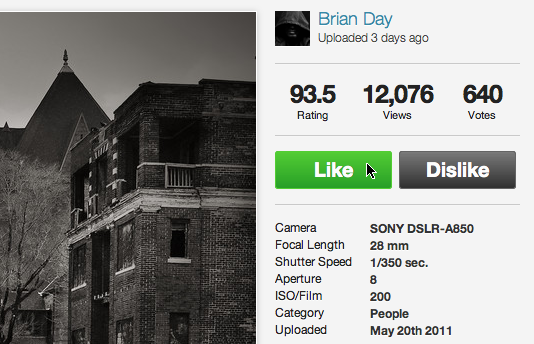 Brian Day
Uploaded 3 days ago
93.5 12,076 640
Rating Views Votes
Like Dislike
Camera SONY DSLR-A850
Focal Length 28 mm
Shutter Speed 1/350 sec.
Aperture 8
ISO/Film 200
Category People
Uploaded May 20th 2011